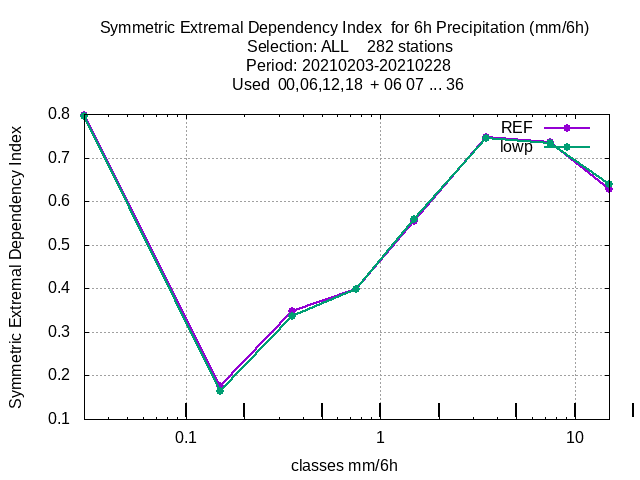 Symmetric Extremal Dependency Index  for 6h Precipitation (mm/6h)
Selection: ALL    282 stations
Period: 20210203-20210228
Used  00,06,12,18  + 06 07 ... 36
Symmetric Extremal Dependency Index
0.8
0.7
0.6
0.5
0.4
0.3
0.2
0.1
REF
lowp
0.1 1 10
classes mm/6h